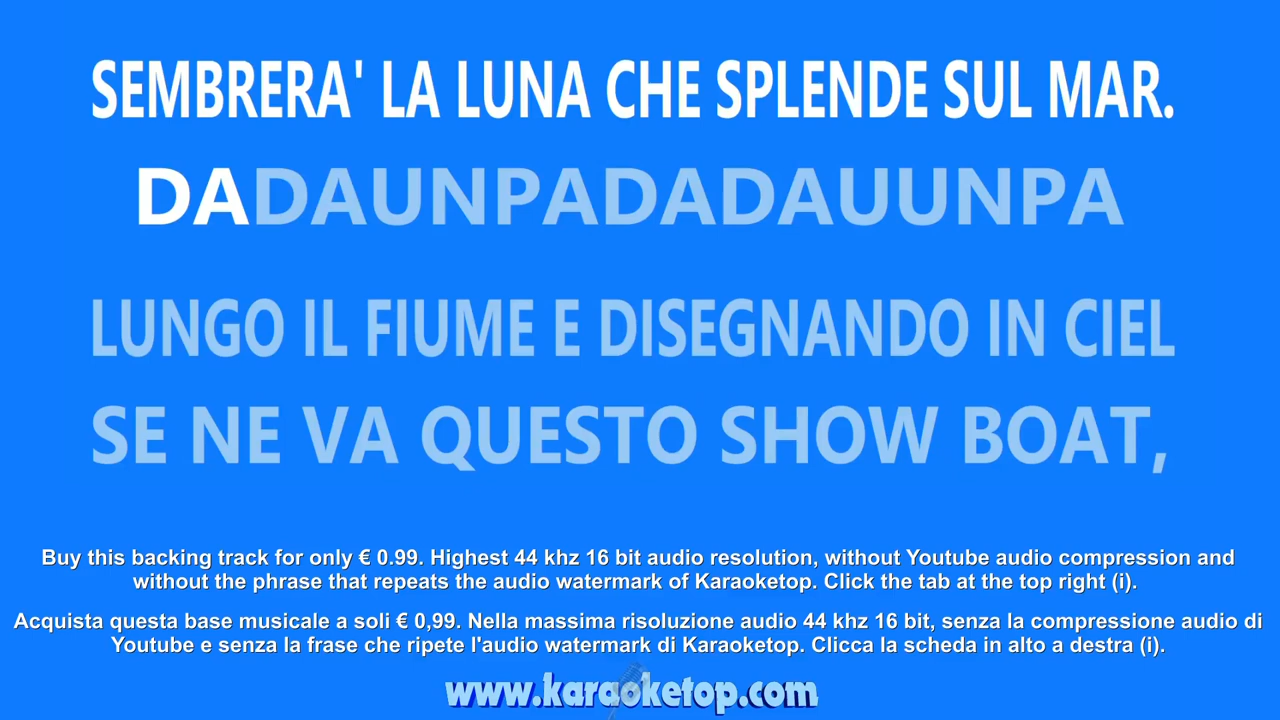 SEMBRERA' LA LUNA CHE SPLENDE SUL MAR.
DADAUNPADADAUUNPA
LUNGO IL FIUME E DISEGNANDO IN CIEL
SE NE VA QUESTO SHOW BOAT,
Buy this backing track for only € 0.99. Highest 44 khz 16 bit audio resolution, without Youtube audio compression and
without the phrase that repeats the audio watermark of Karaoketop. Click the tab at the top right (i).
Acquista questa base musicale a soli € 0,99. Nella massima risoluzione audio 44 khz 16 bit, senza la compressione audio di
Youtube e senza la frase che ripete l'audio watermark di Karaoketop. Clicca la scheda in alto a destra (i).
www.karaoketop.com